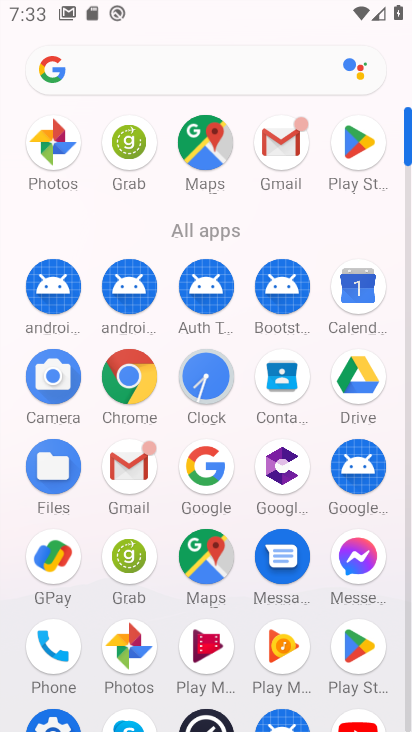 7:33
Photos Grab Maps Gmail Play St...
All apps
androi... androi... Auth T... Bootst... Calend...
Camera Chrome Clock Conta... Drive
Files Gmail Google Googl... Google...
GPay Grab Maps Messa... Messe...
Phone Photos Play M... Play M... Play St...